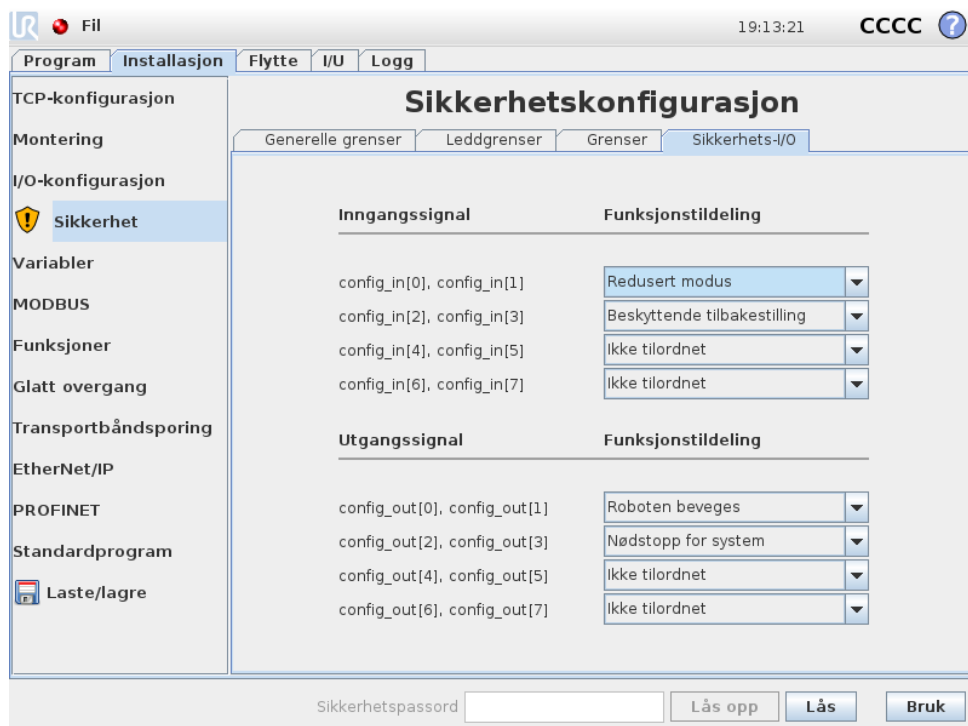 UR Fil 19:13:21 CCCC ?
Program Installasjon Flytte I/U Logg
TCP-konfigurasjon
Montering
I/O-konfigurasjon
Sikkerhet
Variabler
MODBUS
Funksjoner
Glatt overgang
Transportbåndsporing
EtherNet/IP
PROFINET
Standardprogram
Laste/lagre
Sikkerhetskonfigurasjon
Generelle grenser Leddgrenser Grenser Sikkerhets-I/O
Inngangssignal Funksjonstildeling
config_in[0], config_in[1] Redusert modus
config_in[2], config_in[3] Beskyttende tilbakestilling
config_in[4], config_in[5] Ikke tilordnet
config_in[6], config_in[7] Ikke tilordnet
Utgangssignal Funksjonstildeling
config_out[0], config_out[1] Roboten beveges
config_out[2], config_out[3] Nødstopp for system
config_out[4], config_out[5] Ikke tilordnet
config_out[6], config_out[7] Ikke tilordnet
Sikkerhetspassord Lås opp Lås Bruk